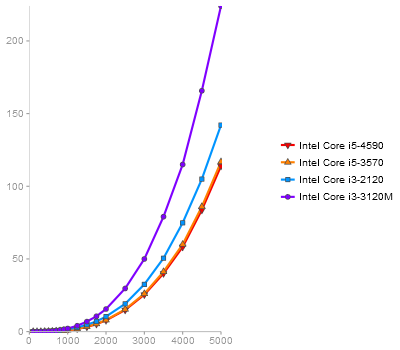 200
150
100
50
0
0 1000 2000 3000 4000 5000
Intel Core i5-4590
Intel Core i5-3570
Intel Core i3-2120
Intel Core i3-3120M